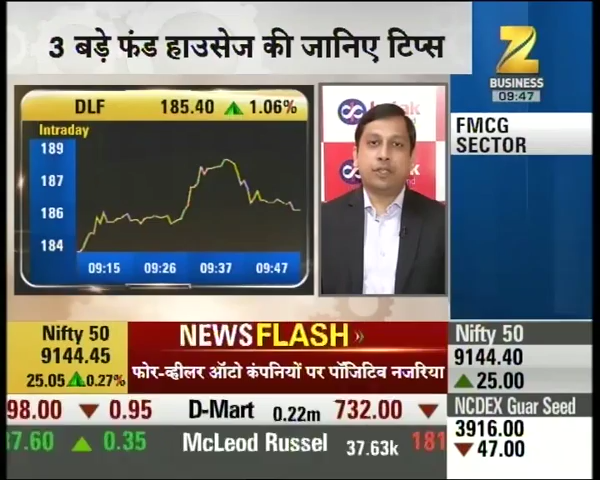 3 बड़े फंड हाउसेज की जानिए टिप्स
Z
BUSINESS
09:47
DLF 185.40 1.06%
Intraday
189
187
186
184
09:15 09:26 09:37 09:47
FMCG
SECTOR
Nifty 50
9144.45
25.05 0.27%
NEWS FLASH
फोर-व्हीलर ऑटो कंपनियों पर पॉजिटिव नजरिया
Nifty 50
9144.40
25.00
NCDEX Guar Seed
3916.00
47.00
98.00 0.95 D-Mart 0.22m 732.00
37.60 0.35 McLeod Russel 37.63k 181